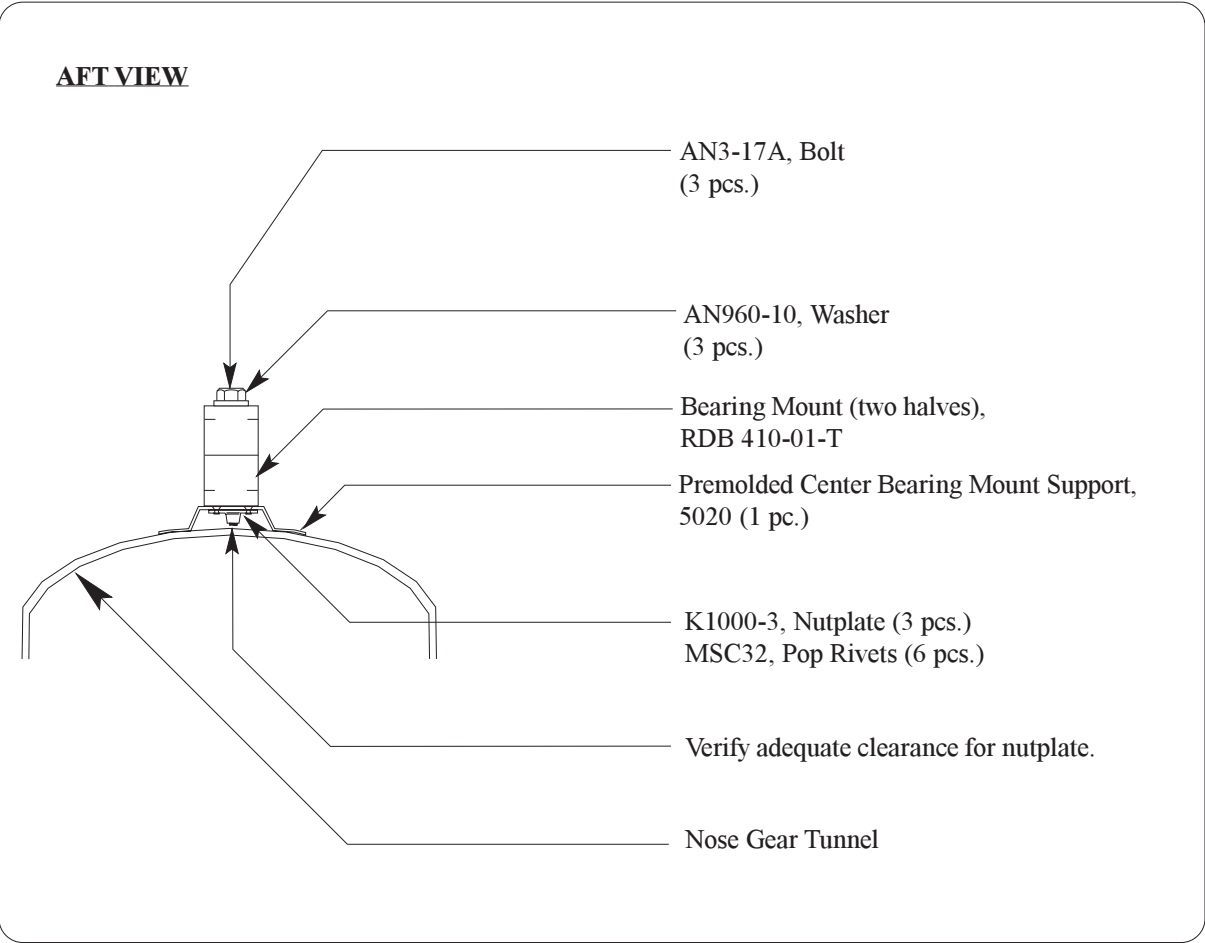 AFT VIEW
AN3-17A, Bolt
(3 pcs.)
AN960-10, Washer
(3 pcs.)
Bearing Mount (two halves),
RDB 410-01-T
Premolded Center Bearing Mount Support,
5020 (1 pc.)
K1000-3, Nutplate (3 pcs.)
MSC32, Pop Rivets (6 pcs.)
Verify adequate clearance for nutplate.
Nose Gear Tunnel